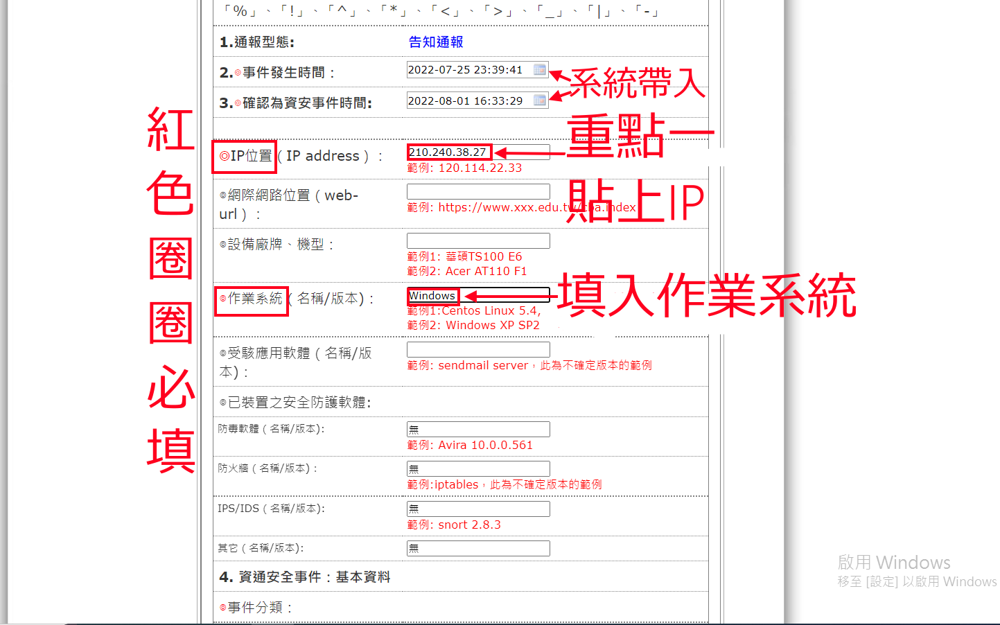 「%」、「!」、「^」、「*」、「<」、「>」、「_」、「|」、「-」
1.通報型態: 告知通報
2.◎事件發生時間： 2022-07-25 23:39:41
3.◎確認為資安事件時間: 2022-08-01 16:33:29
系統帶入
◎IP位置（IP address）： 210.240.38.27
範例: 120.114.22.33
重點一
貼上IP
◎網際網路位置（web-
url）：
範例: https://www.xxx.edu.tw/cba.index
◎設備廠牌、機型：
範例1: 華碩TS100 E6
範例2: Acer AT110 F1
◎作業系統（名稱/版本)： Windows
填入作業系統
範例1:Centos Linux 5.4,
範例2: Windows XP SP2
◎受駭應用軟體（名稱/版
本)：
範例: sendmail server，此為不確定版本的範例
◎已裝置之安全防護軟體:
防毒軟體（名稱/版本): 無
範例: Avira 10.0.0.561
防火牆（名稱/版本)： 無
範例:iptables，此為不確定版本的範例
IPS/IDS（名稱/版本): 無
範例: snort 2.8.3
其它（名稱/版本): 無
4. 資通安全事件：基本資料
◎事件分類：
紅色圈圈必填
啟用 Windows
移至 [設定] 以啟用 Windows